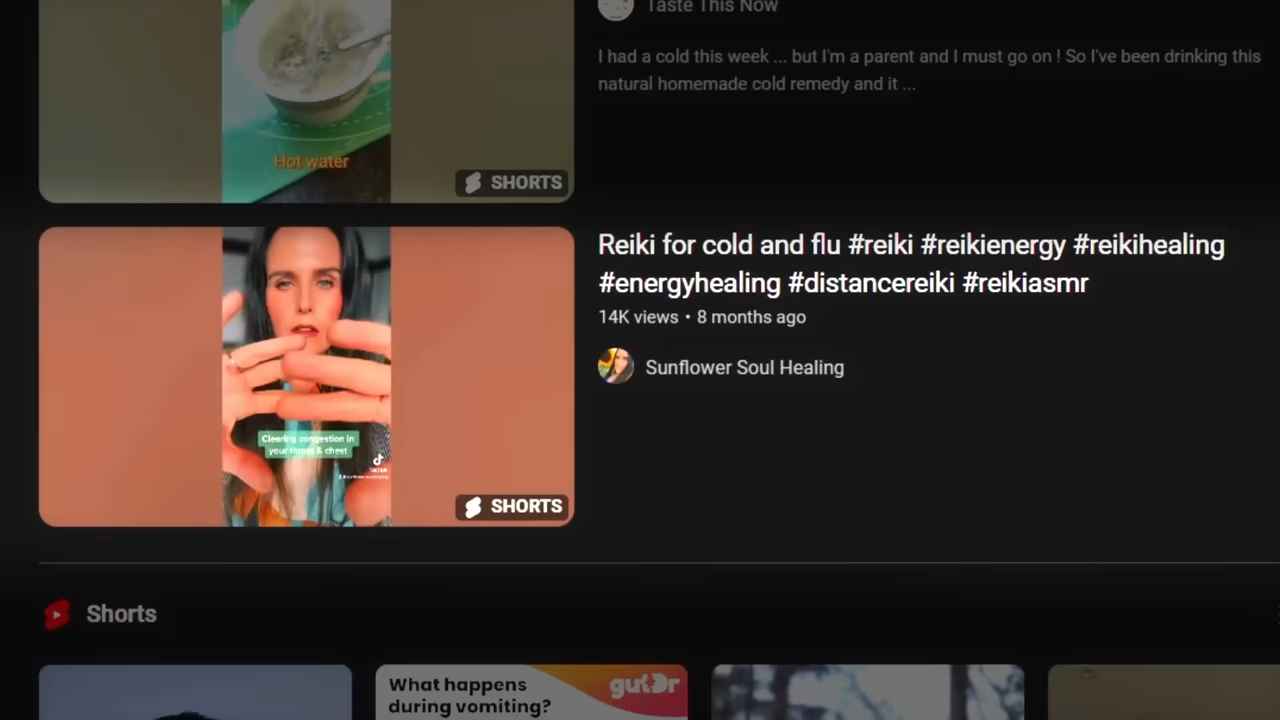 Taste This Now
I had a cold this week ... but I'm a parent and I must go on ! So I've been drinking this
natural homemade cold remedy and it ...
Hot water
SHORTS
Reiki for cold and flu #reiki #reikienergy #reikihealing
#energyhealing #distancereiki #reikiasmr
14K views • 8 months ago
Sunflower Soul Healing
Clearing congestion in
your throat & chest
SHORTS
Shorts
What happens
during vomiting?
gutDr